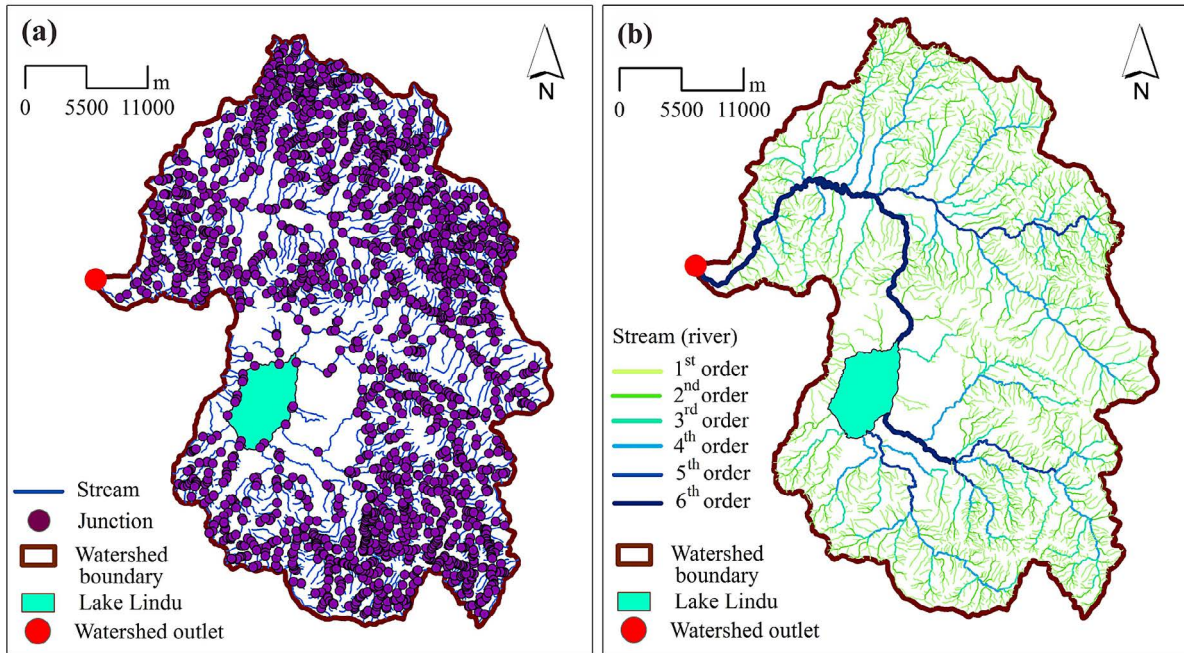 (a)
m
0 5500 11000
N
Stream
Junction
Watershed
boundary
Lake Lindu
Watershed outlet
(b)
m
0 5500 11000
N
Stream (river)
1st order
2nd order
3rd order
4th order
5th order
6th order
Watershed
boundary
Lake Lindu
Watershed outlet